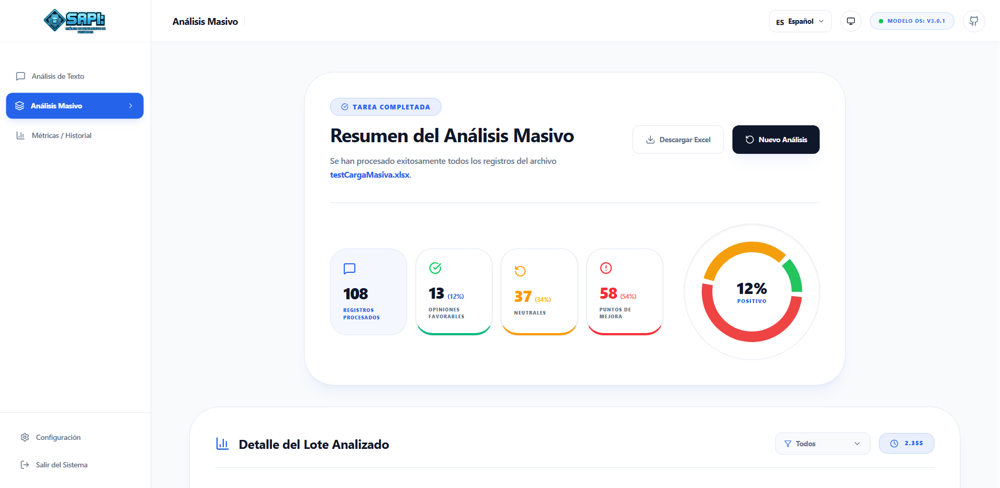 SAPI:
Análisis Masivo
ES Español
MODELO DS: V3.0.1
Análisis de Texto
Análisis Masivo
Métricas / Historial
Configuración
Salir del Sistema
TAREA COMPLETADA
Resumen del Análisis Masivo
Se han procesado exitosamente todos los registros del archivo
testCargaMasiva.xlsx.
Descargar Excel
Nuevo Análisis
108
REGISTROS
PROCESADOS
13 (12%)
OPINIONES
FAVORABLES
37 (34%)
NEUTRALES
58 (54%)
PUNTOS DE
MEJORA
12%
POSITIVO
Detalle del Lote Analizado
Todos
2.35S